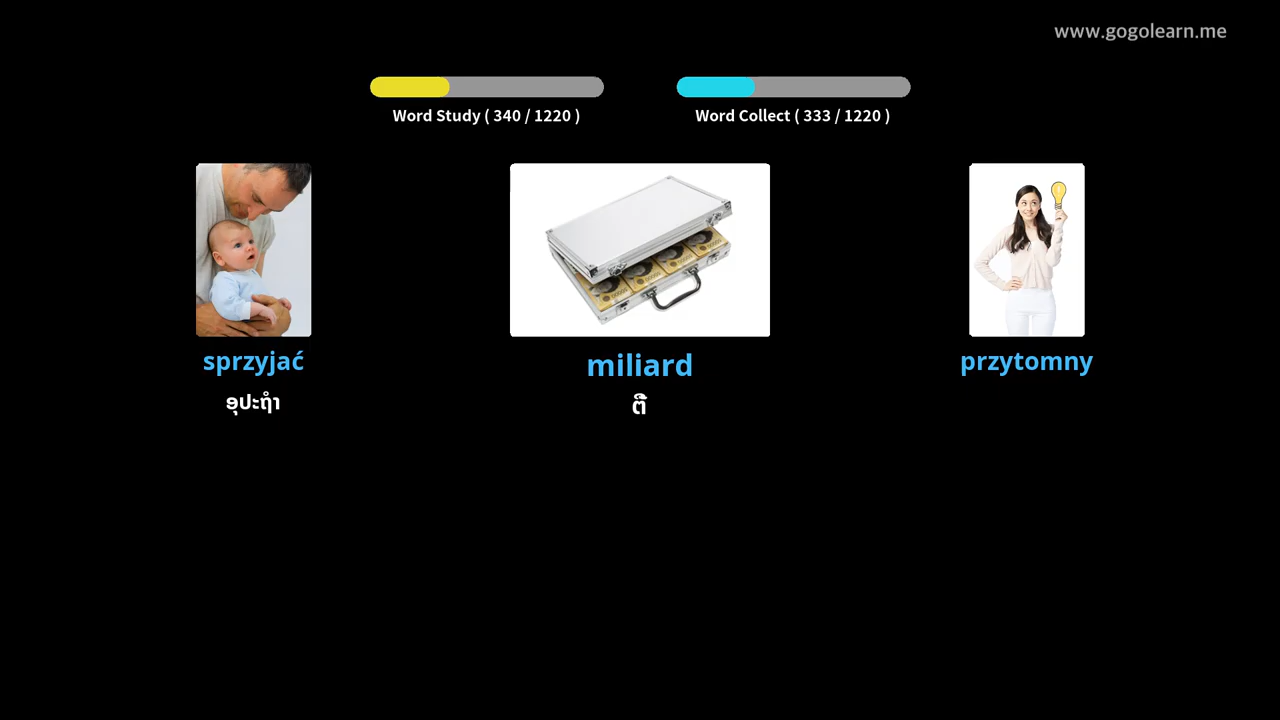 www.gogolearn.me
Word Study ( 340 / 1220 )
Word Collect ( 333 / 1220 )
sprzyjać
miliard
przytomny
ອຸປະຖຳ
ຕື້